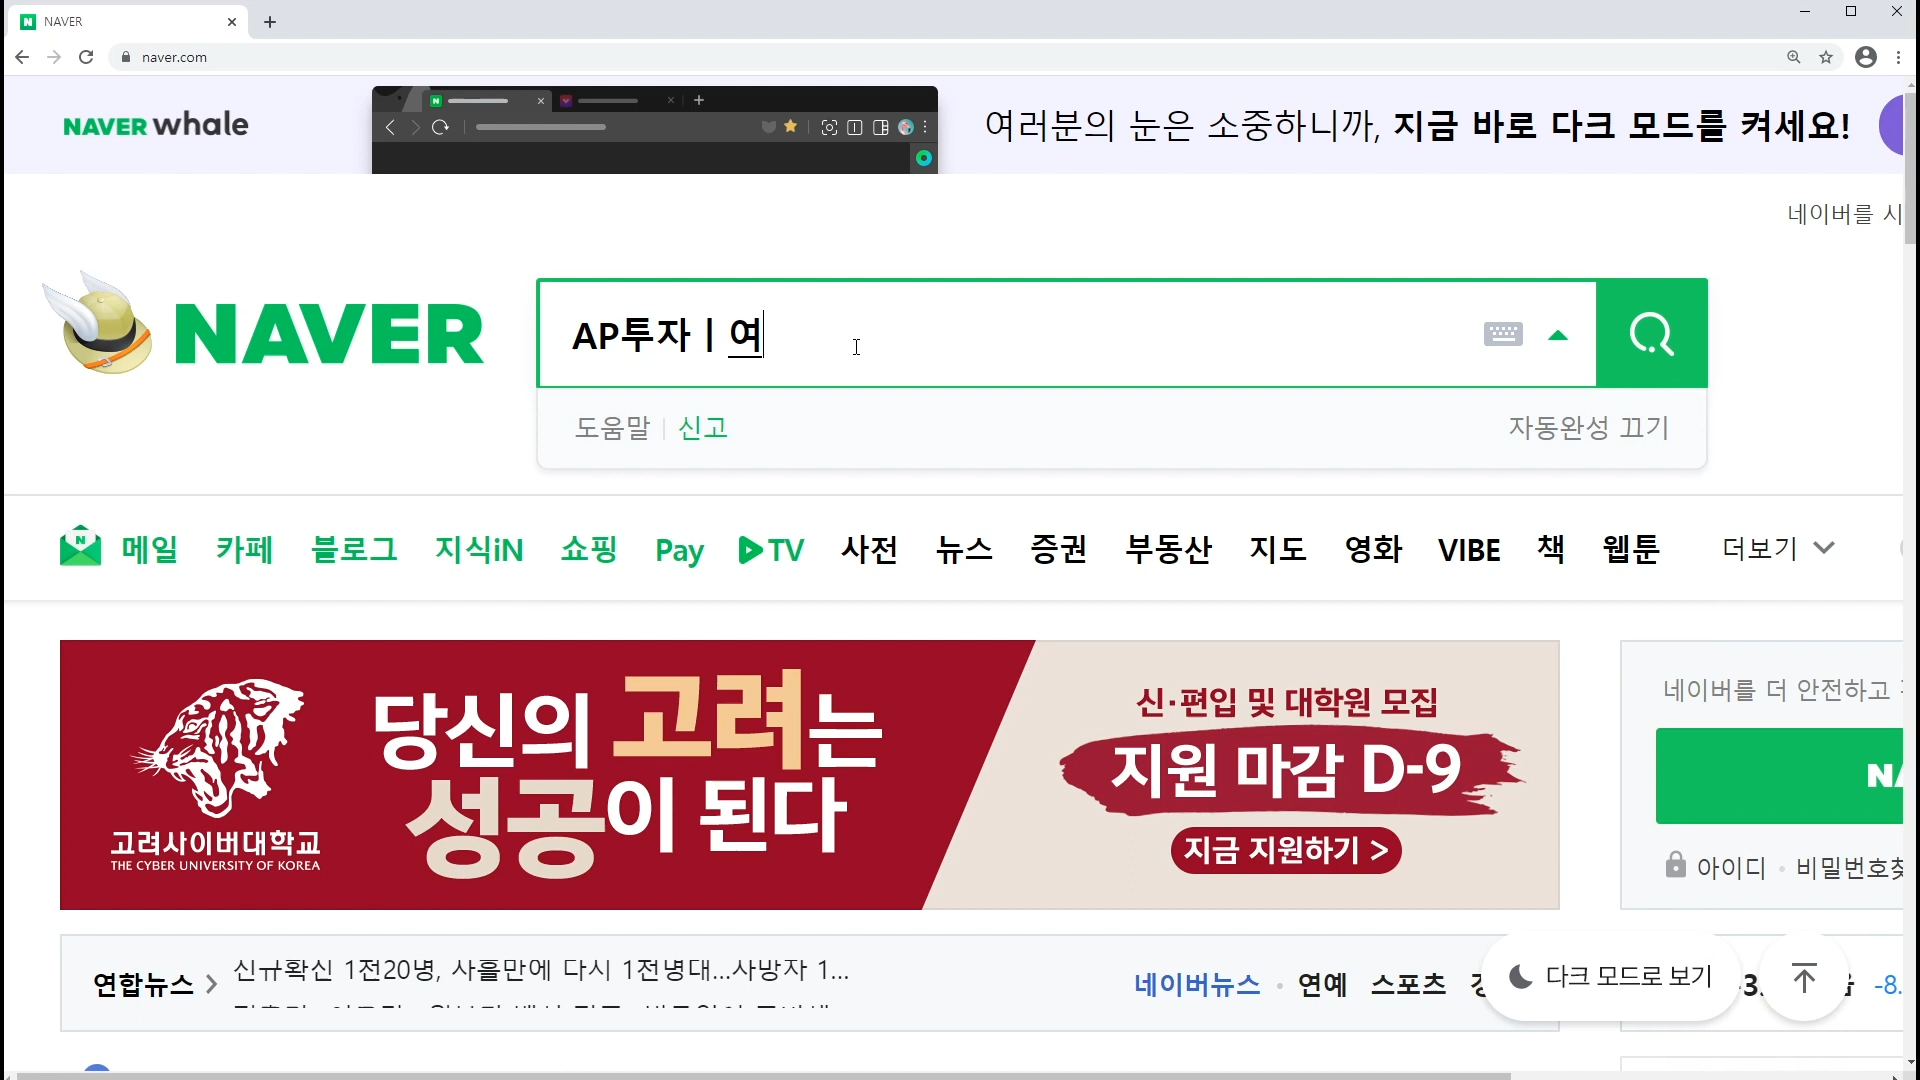 NAVER
naver.com
NAVER whale
여러분의 눈은 소중하니까, 지금 바로 다크 모드를 켜세요!
네이버를 시
NAVER
AP투자ㅣ여
도움말
신고
자동완성 끄기
메일 카페 블로그 지식iN 쇼핑 Pay TV 사전 뉴스 증권 부동산 지도 영화 VIBE 책 웹툰 더보기
고려사이버대학교
THE CYBER UNIVERSITY OF KOREA
당신의 고려는
성공이 된다
신·편입 및 대학원 모집
지원 마감 D-9
지금 지원하기 >
네이버를 더 안전하고
NA
아이디 · 비밀번호찾
연합뉴스 >
신규확진 1천20명, 사흘만에 다시 1천명대...사망자 1...
네이버뉴스 · 연예 스포츠
다크 모드로 보기
-8.